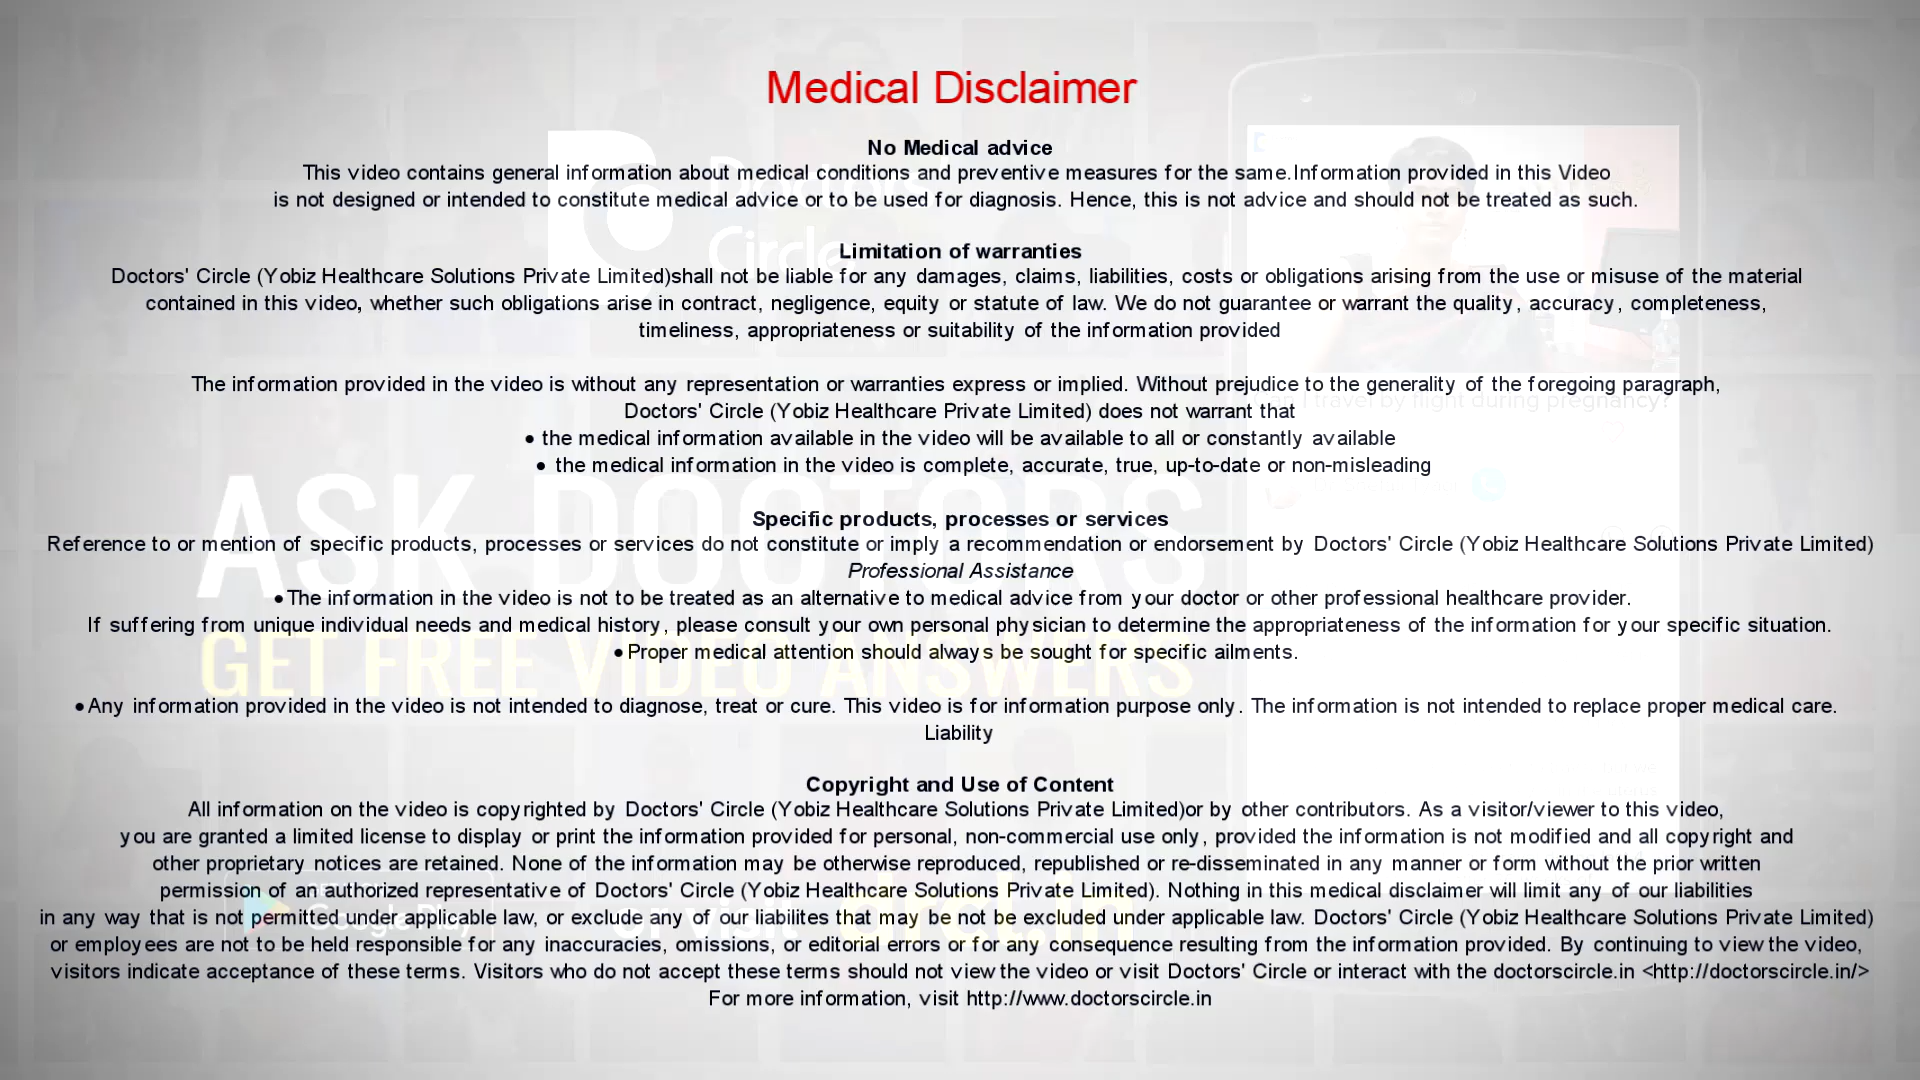 Medical Disclaimer
No Medical advice
This video contains general information about medical conditions and preventive measures for the same.Information provided in this Video
is not designed or intended to constitute medical advice or to be used for diagnosis. Hence, this is not advice and should not be treated as such.
Doctors
Circle
Limitation of warranties
Doctors' Circle (Yobiz Healthcare Solutions Private Limited)shall not be liable for any damages, claims, liabilities, costs or obligations arising from the use or misuse of the material
contained in this video, whether such obligations arise in contract, negligence, equity or statute of law. We do not guarantee or warrant the quality, accuracy, completeness,
timeliness, appropriateness or suitability of the information provided
The information provided in the video is without any representation or warranties express or implied. Without prejudice to the generality of the foregoing paragraph,
Can I travel by flight during pregnancy?
Doctors' Circle (Yobiz Healthcare Private Limited) does not warrant that
• the medical information available in the video will be available to all or constantly available
• the medical information in the video is complete, accurate, true, up-to-date or non-misleading
ASK DOCTORS
Specific products, processes or services
Reference to or mention of specific products, processes or services do not constitute or imply a recommendation or endorsement by Doctors' Circle (Yobiz Healthcare Solutions Private Limited)
Professional Assistance
•The information in the video is not to be treated as an alternative to medical advice from your doctor or other professional healthcare provider.
If suffering from unique individual needs and medical history, please consult your own personal physician to determine the appropriateness of the information for your specific situation.
GET FREE VIDEO ANSWERS
•Proper medical attention should always be sought for specific ailments.
•Any information provided in the video is not intended to diagnose, treat or cure. This video is for information purpose only. The information is not intended to replace proper medical care.
Liability
Copyright and Use of Content
All information on the video is copyrighted by Doctors' Circle (Yobiz Healthcare Solutions Private Limited)or by other contributors. As a visitor/viewer to this video,
you are granted a limited license to display or print the information provided for personal, non-commercial use only, provided the information is not modified and all copyright and
other proprietary notices are retained. None of the information may be otherwise reproduced, republished or re-disseminated in any manner or form without the prior written
permission of an authorized representative of Doctors' Circle (Yobiz Healthcare Solutions Private Limited). Nothing in this medical disclaimer will limit any of our liabilities
in any way that is not permitted under applicable law, or exclude any of our liabilites that may be not be excluded under applicable law. Doctors' Circle (Yobiz Healthcare Solutions Private Limited)
Google Play
or visit drcl.in
or employees are not to be held responsible for any inaccuracies, omissions, or editorial errors or for any consequence resulting from the information provided. By continuing to view the video,
visitors indicate acceptance of these terms. Visitors who do not accept these terms should not view the video or visit Doctors' Circle or interact with the doctorscircle.in <http://doctorscircle.in/>
For more information, visit http://www.doctorscircle.in